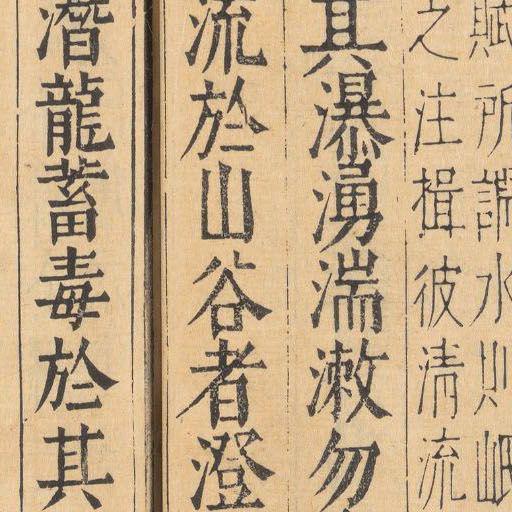 賦所謂水則岷
之注揖彼清流
其瀑湧湍漱勿
流於山谷者澄
潛龍蓄毒於其